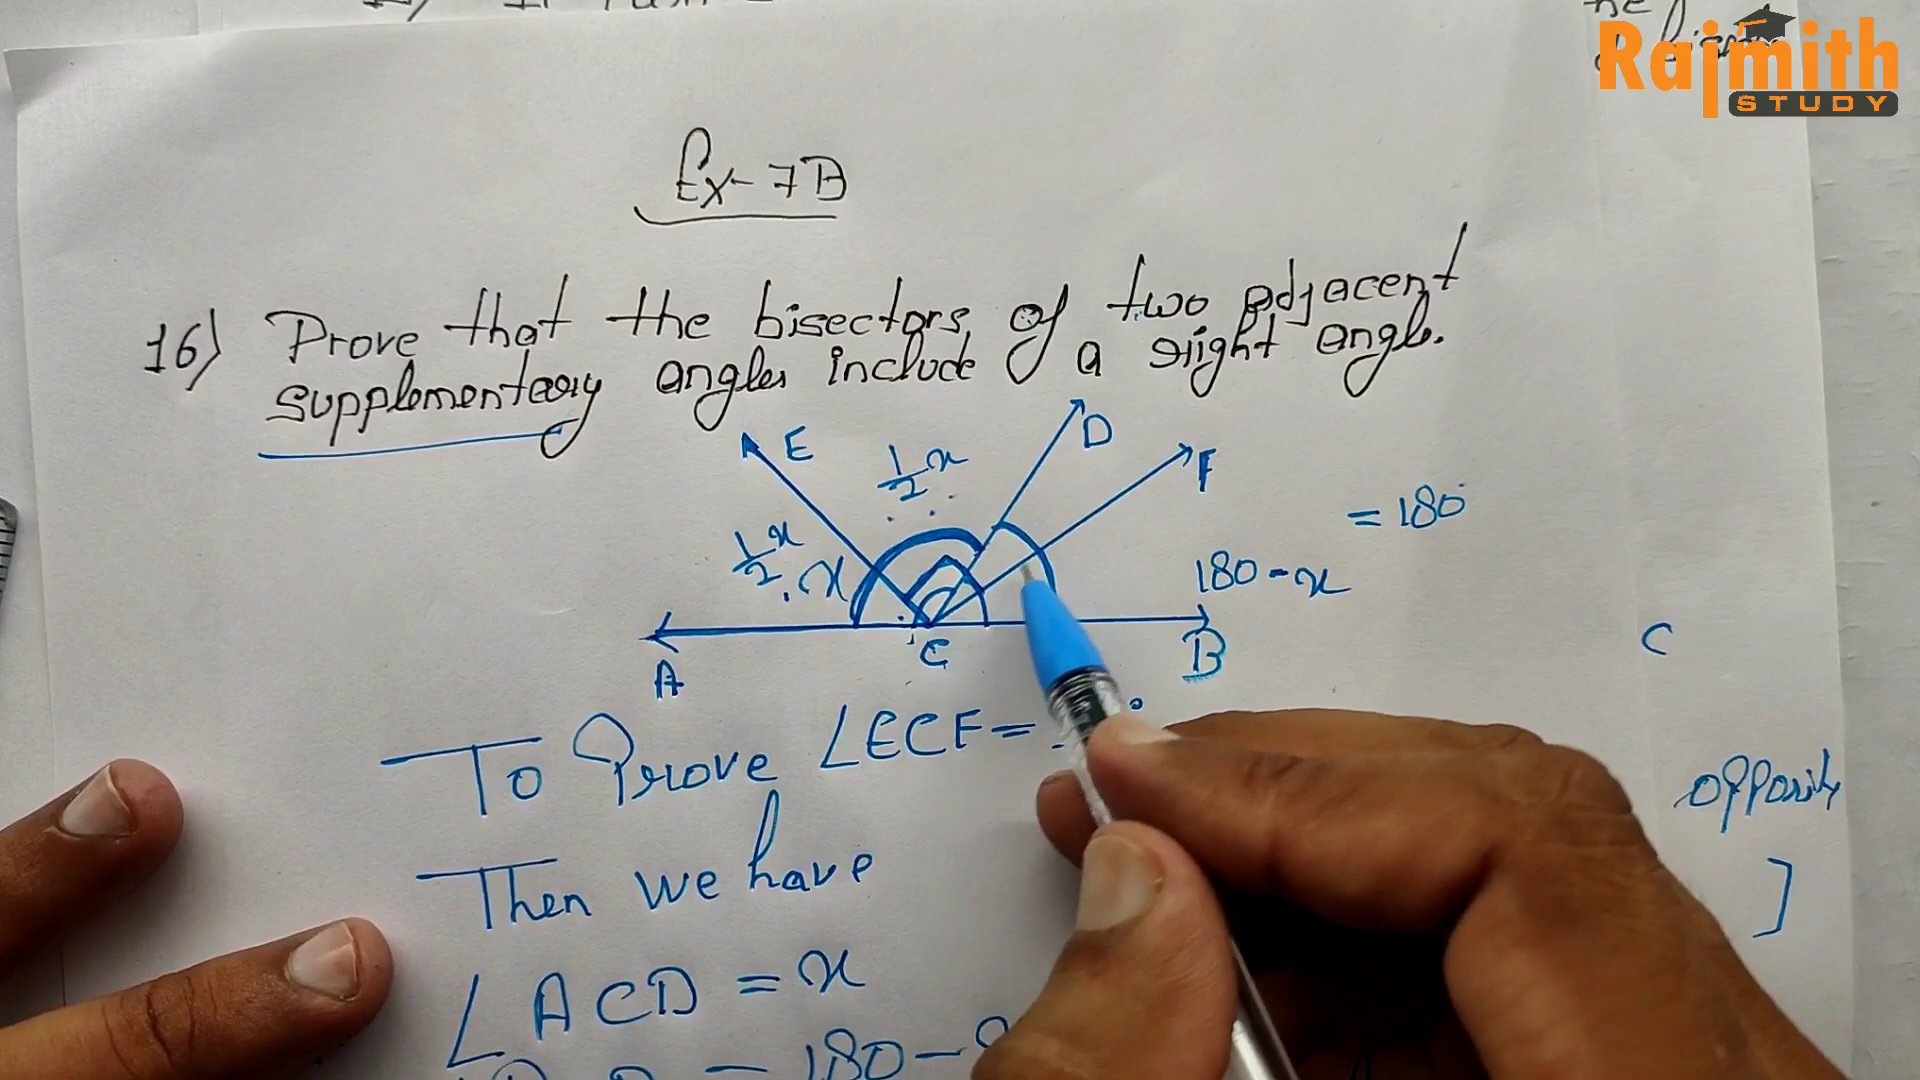 Rajmith
STUDY
Ex-7B
16) Prove that the bisectors of two adjacent
supplementary angles include a right angle.
E
D
F
1/2 x
1/2 x
x
= 180
180 - x
A
C
B
C
To Prove ∠ECF =
opposite
Then we have
]
∠ACD = x
= 180 -